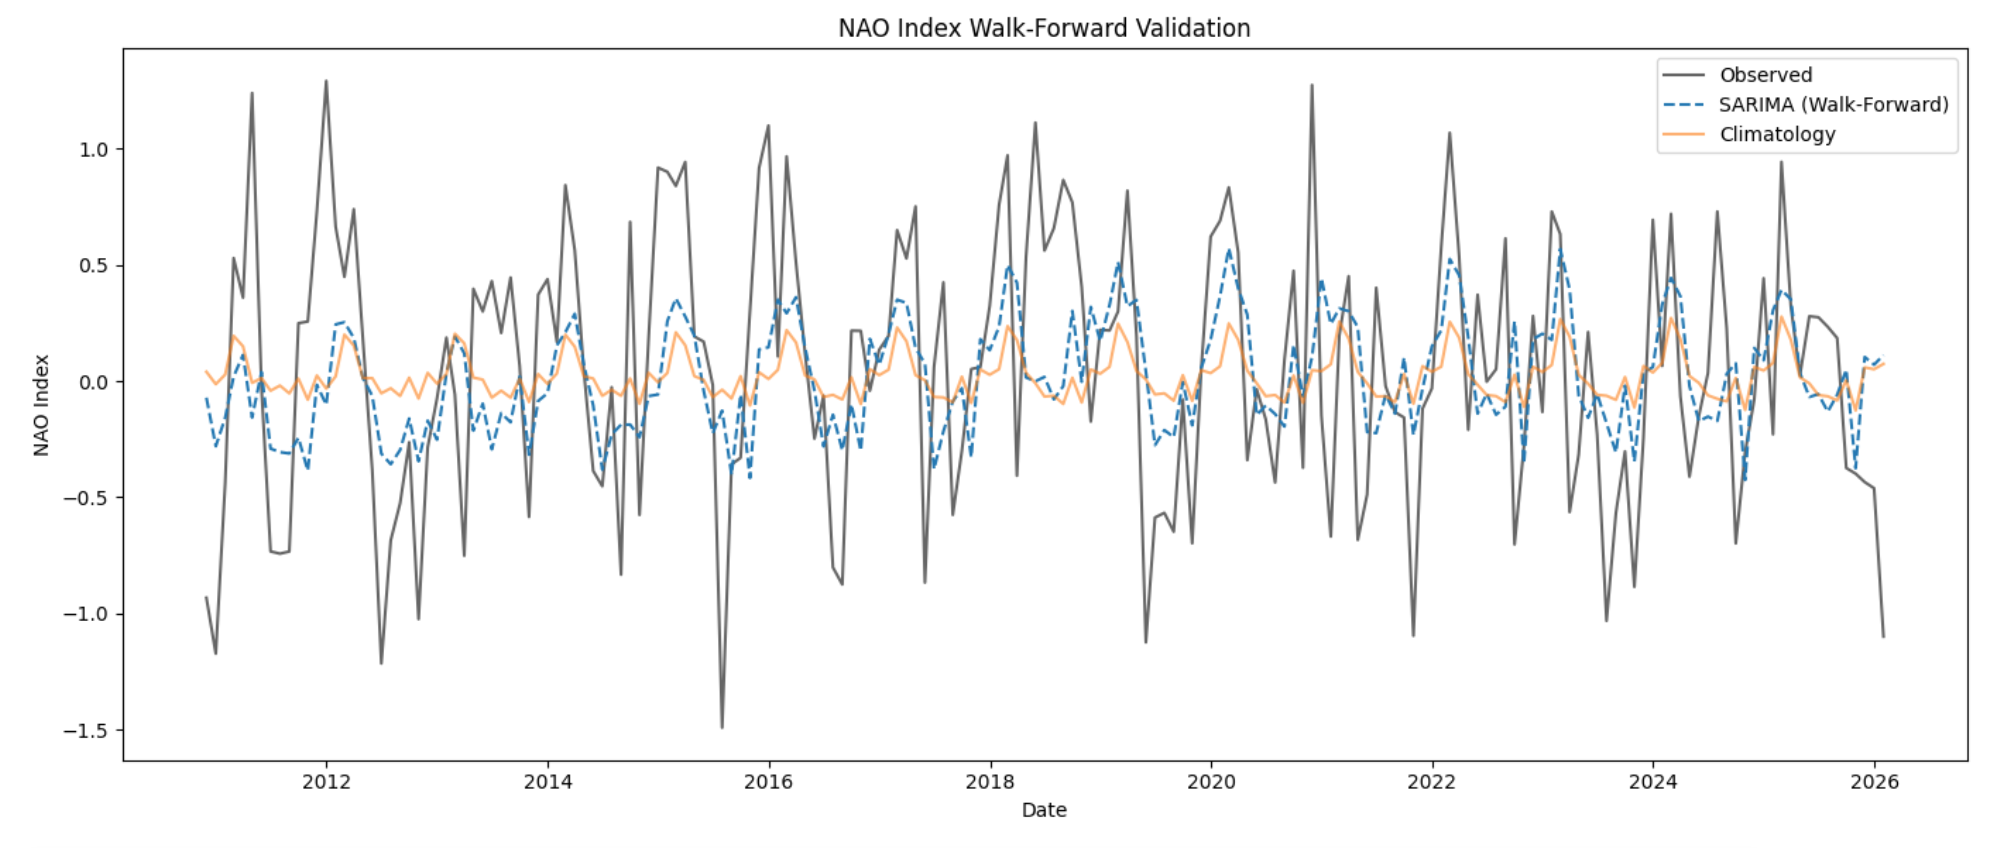 NAO Index Walk-Forward Validation
Observed
SARIMA (Walk-Forward)
Climatology
NAO Index
1.0
0.5
0.0
−0.5
−1.0
−1.5
2012 2014 2016 2018 2020 2022 2024 2026
Date